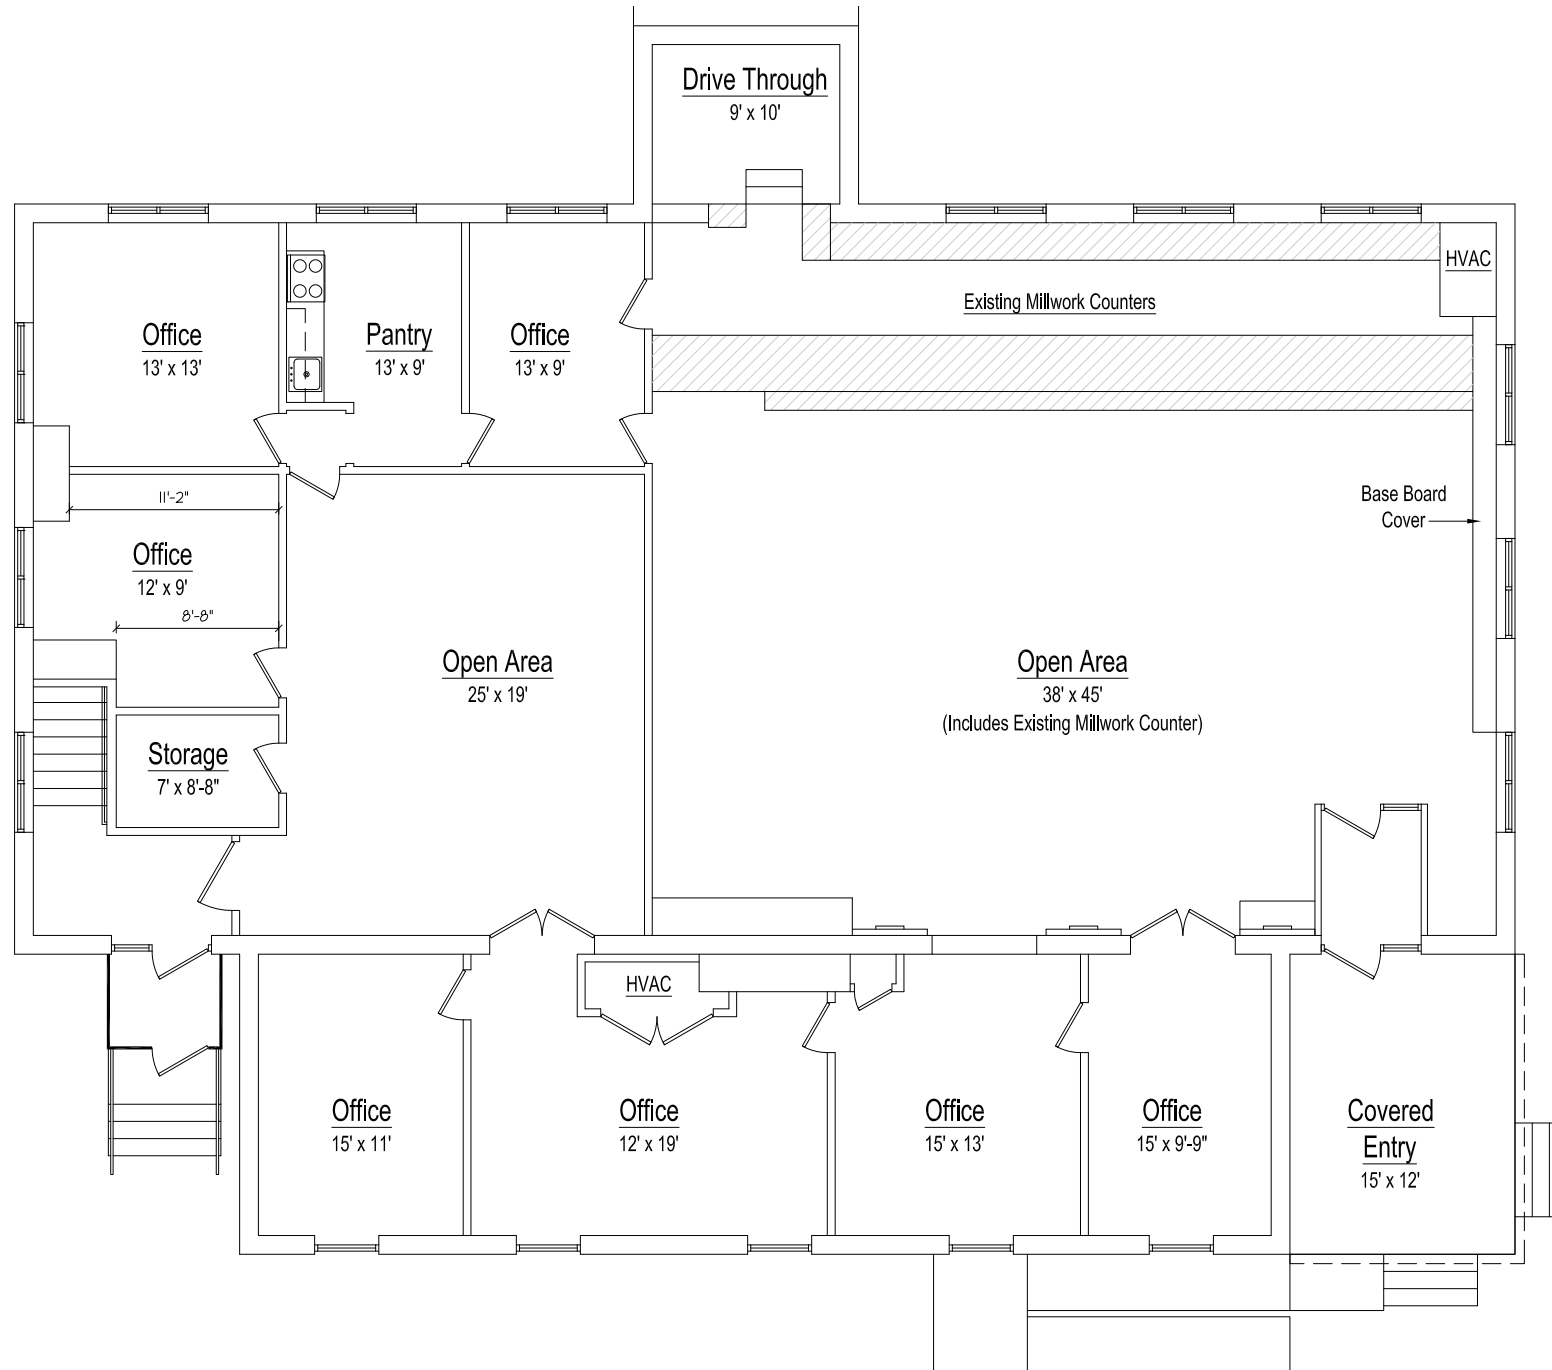 Drive Through
9' x 10'
HVAC
Existing Millwork Counters
Office
13' x 13'
Pantry
13' x 9'
Office
13' x 9'
11'-2"
Base Board
Cover
Office
12' x 9'
8'-8"
Open Area
25' x 19'
Open Area
38' x 45'
(Includes Existing Millwork Counter)
Storage
7' x 8'-8"
HVAC
Office
15' x 11'
Office
12' x 19'
Office
15' x 13'
Office
15' x 9'-9"
Covered
Entry
15' x 12'